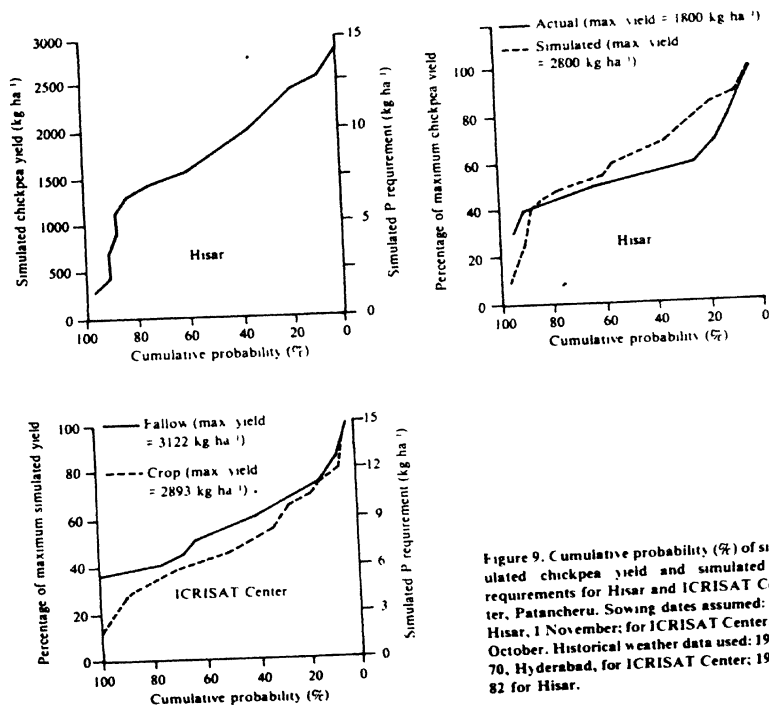 Simulated chickpea yield (kg ha⁻¹)
3000
2500
2000
1500
1000
500
0
Hisar
15
10
5
0
Simulated P requirement (kg ha⁻¹)
100 80 60 40 20 0
Cumulative probability (%)
Actual (max yield = 1800 kg ha⁻¹)
Simulated (max yield
= 2800 kg ha⁻¹)
Percentage of maximum chickpea yield
100
80
60
40
20
0
Hisar
100 80 60 40 20 0
Cumulative probability (%)
Percentage of maximum simulated yield
100
80
60
40
20
0
Fallow (max yield
= 3122 kg ha⁻¹)
Crop (max yield
= 2893 kg ha⁻¹)
ICRISAT Center
15
12
9
6
3
0
Simulated P requirement (kg ha⁻¹)
100 80 60 40 20 0
Cumulative probability (%)
Figure 9. Cumulative probability (%) of
ulated chickpea yield and simulated
requirements for Hisar and ICRISAT
ter, Patancheru. Sowing dates assumed:
Hisar, 1 November; for ICRISAT Center
October. Historical weather data used:
70, Hyderabad, for ICRISAT Center;
82 for Hisar.